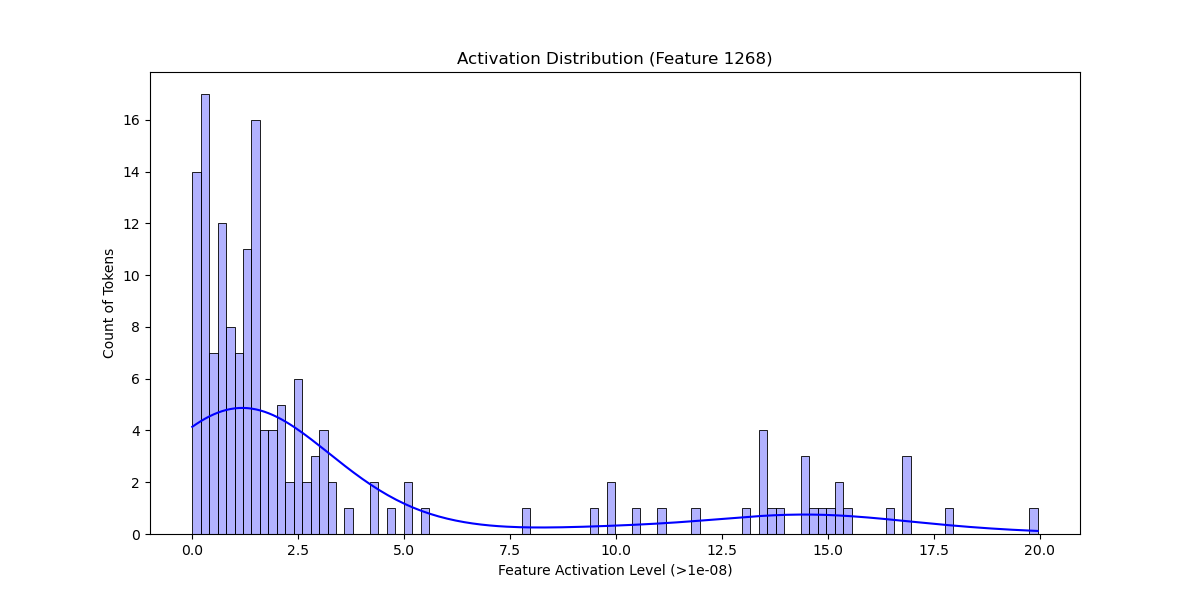 Activation Distribution (Feature 1268)
Count of Tokens
16
14
12
10
8
6
4
2
0
0.0 2.5 5.0 7.5 10.0 12.5 15.0 17.5 20.0
Feature Activation Level (>1e-08)